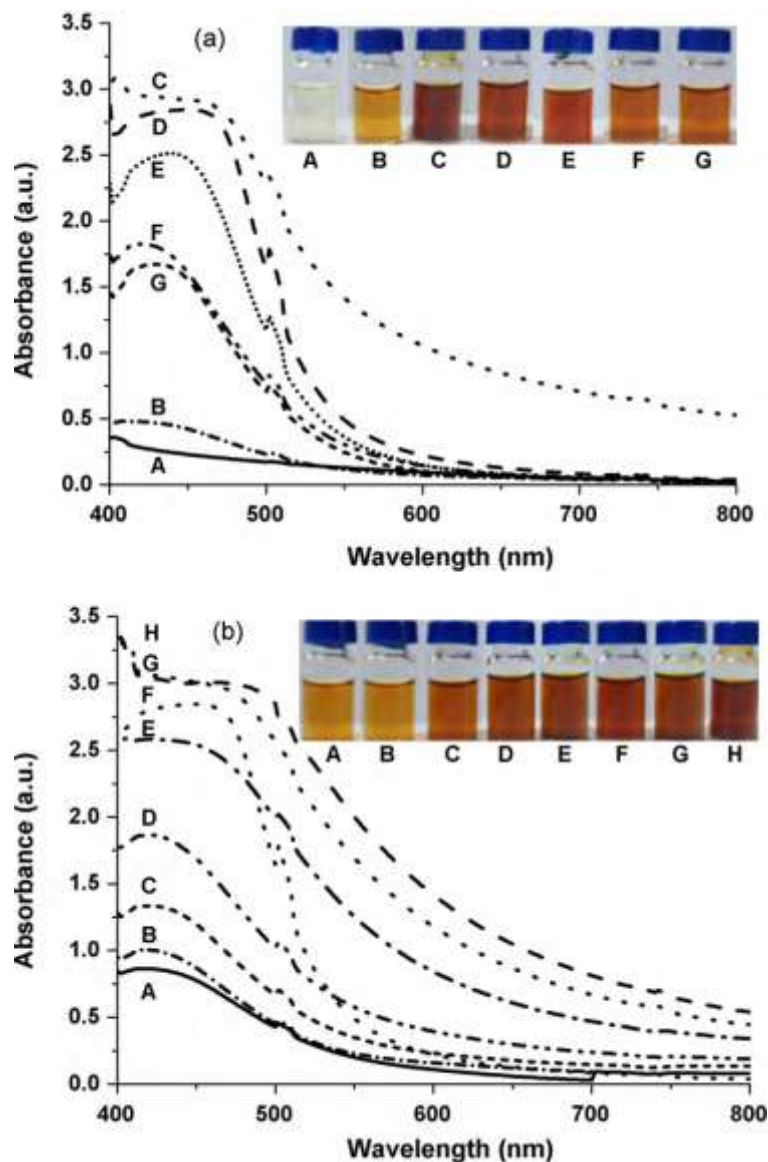 (a)
3.5
3.0
2.5
2.0
1.5
1.0
0.5
0.0
Absorbance (a.u.)
C
D
E
F
G
B
A
A B C D E F G
400 500 600 700 800
Wavelength (nm)
(b)
3.5
3.0
2.5
2.0
1.5
1.0
0.5
0.0
Absorbance (a.u.)
H
G
F
E
D
C
B
A
A B C D E F G H
400 500 600 700 800
Wavelength (nm)